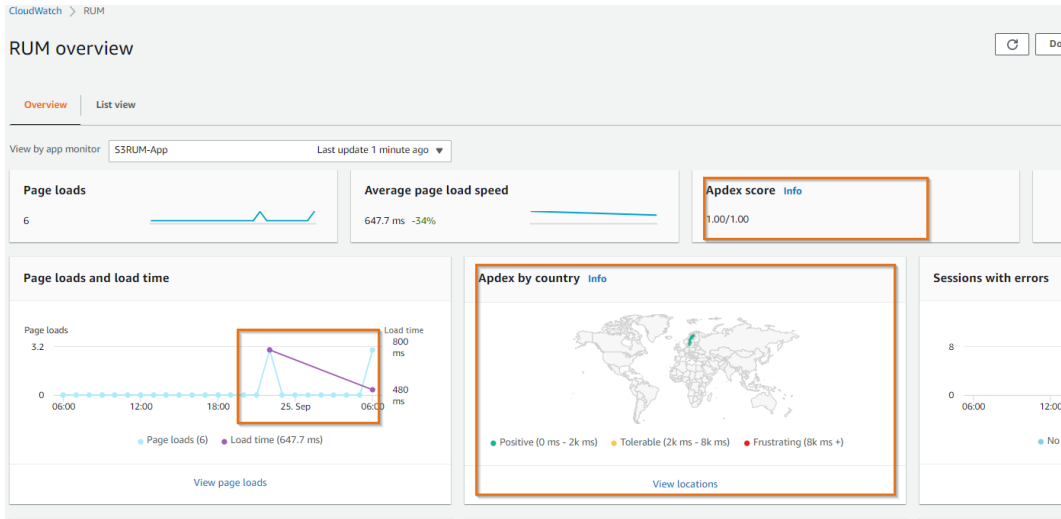 CloudWatch > RUM
RUM overview
Do
Overview
List view
View by app monitor
S3RUM-App
Last update 1 minute ago
Page loads
6
Average page load speed
647.7 ms -34%
Apdex score Info
1.00/1.00
Page loads and load time
Page loads
Load time
3.2
800
ms
0
480
ms
06:00
12:00
18:00
25. Sep
06:00
Page loads (6)
Load time (647.7 ms)
View page loads
Apdex by country Info
Positive (0 ms - 2k ms)
Tolerable (2k ms - 8k ms)
Frustrating (8k ms +)
View locations
Sessions with errors
8
0
06:00
12:00
No